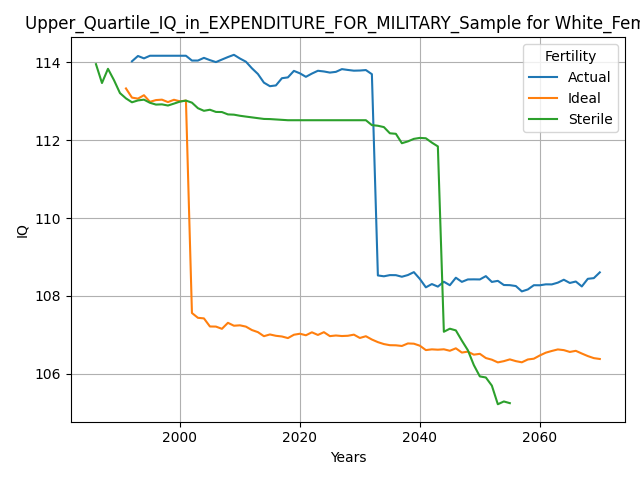 Upper_Quartile_IQ_in_EXPENDITURE_FOR_MILITARY_Sample for White_Fem
Fertility
Actual
Ideal
Sterile
114
112
110
108
106
IQ
2000 2020 2040 2060
Years